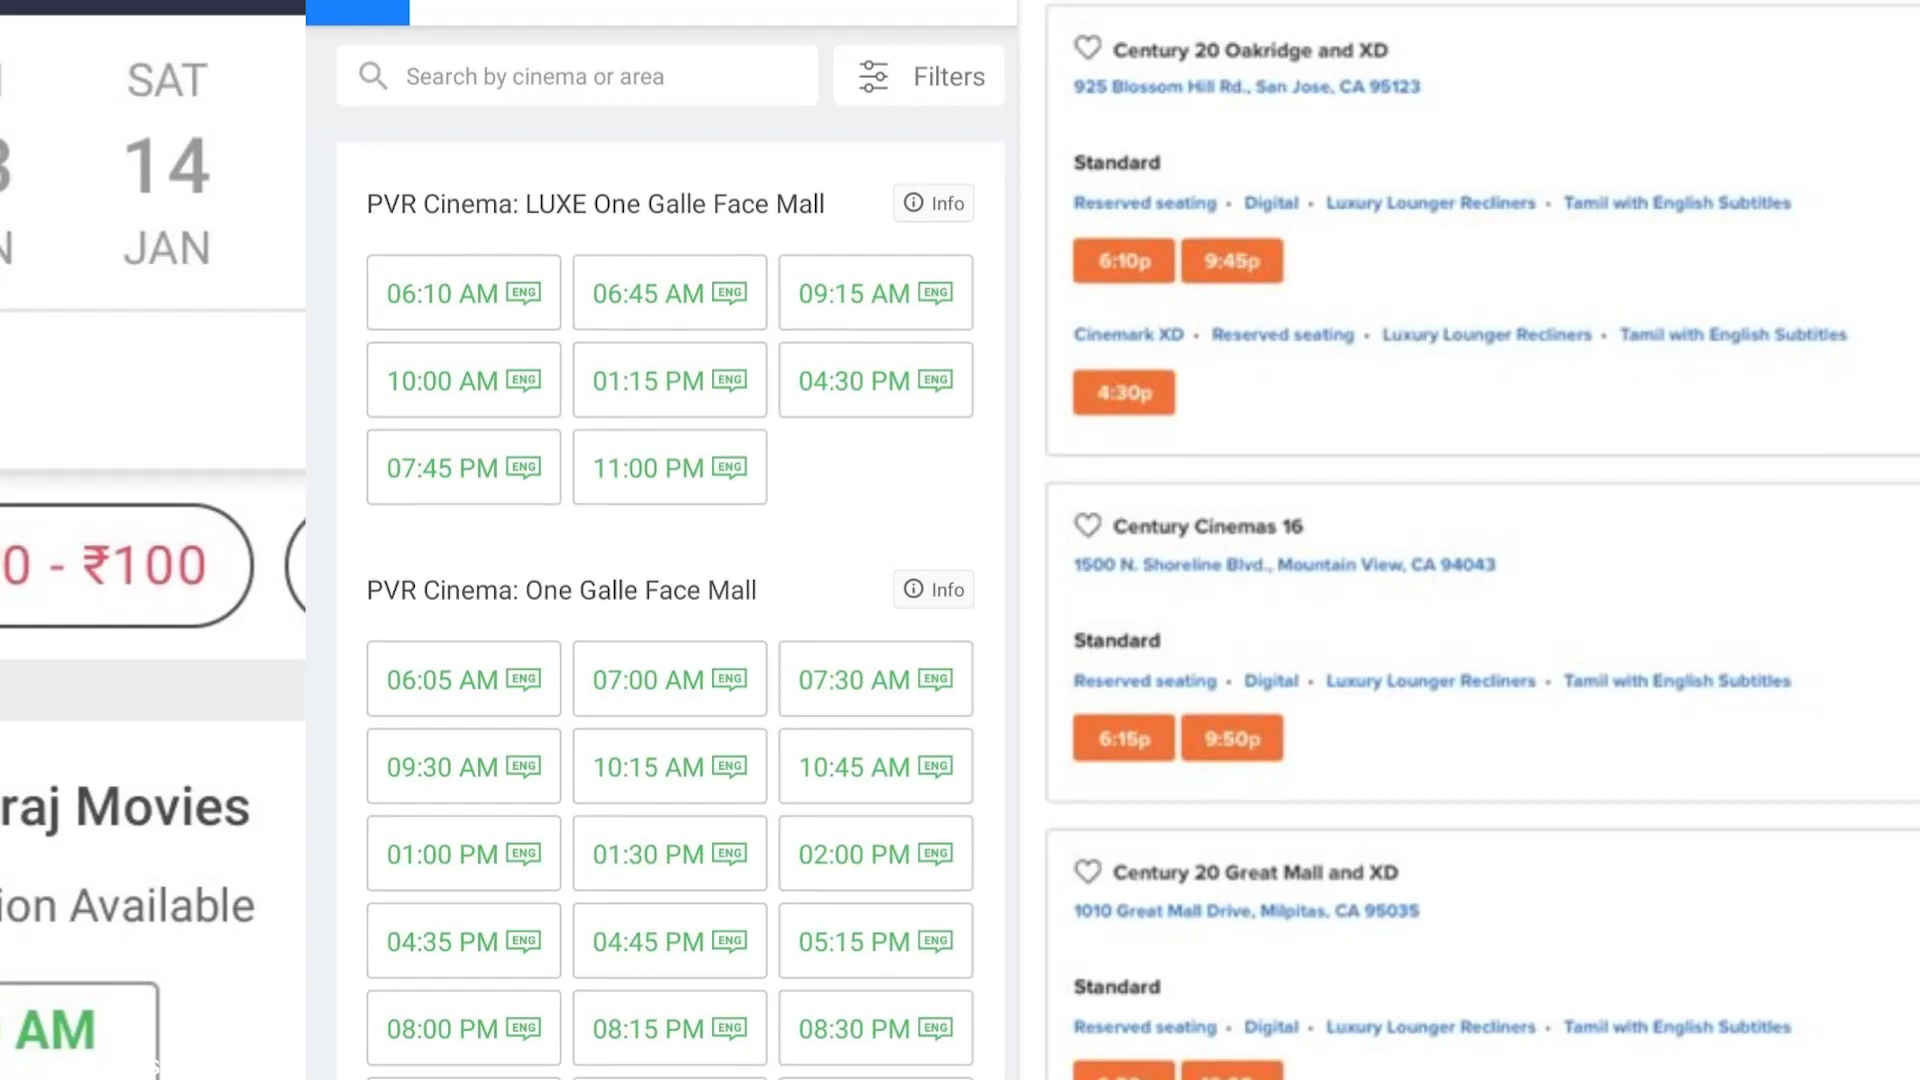 SAT
14
JAN
0 - ₹100
raj Movies
ion Available
AM
Search by cinema or area
Filters
PVR Cinema: LUXE One Galle Face Mall
Info
06:10 AM ENG 06:45 AM ENG 09:15 AM ENG
10:00 AM ENG 01:15 PM ENG 04:30 PM ENG
07:45 PM ENG 11:00 PM ENG
PVR Cinema: One Galle Face Mall
Info
06:05 AM ENG 07:00 AM ENG 07:30 AM ENG
09:30 AM ENG 10:15 AM ENG 10:45 AM ENG
01:00 PM ENG 01:30 PM ENG 02:00 PM ENG
04:35 PM ENG 04:45 PM ENG 05:15 PM ENG
08:00 PM ENG 08:15 PM ENG 08:30 PM ENG
Century 20 Oakridge and XD
925 Blossom Hill Rd., San Jose, CA 95123
Standard
Reserved seating • Digital • Luxury Lounger Recliners • Tamil with English Subtitles
6:10p 9:45p
Cinemark XD • Reserved seating • Luxury Lounger Recliners • Tamil with English Subtitles
4:30p
Century Cinemas 16
1500 N. Shoreline Blvd., Mountain View, CA 94043
Standard
Reserved seating • Digital • Luxury Lounger Recliners • Tamil with English Subtitles
6:15p 9:50p
Century 20 Great Mall and XD
1010 Great Mall Drive, Milpitas, CA 95035
Standard
Reserved seating • Digital • Luxury Lounger Recliners • Tamil with English Subtitles